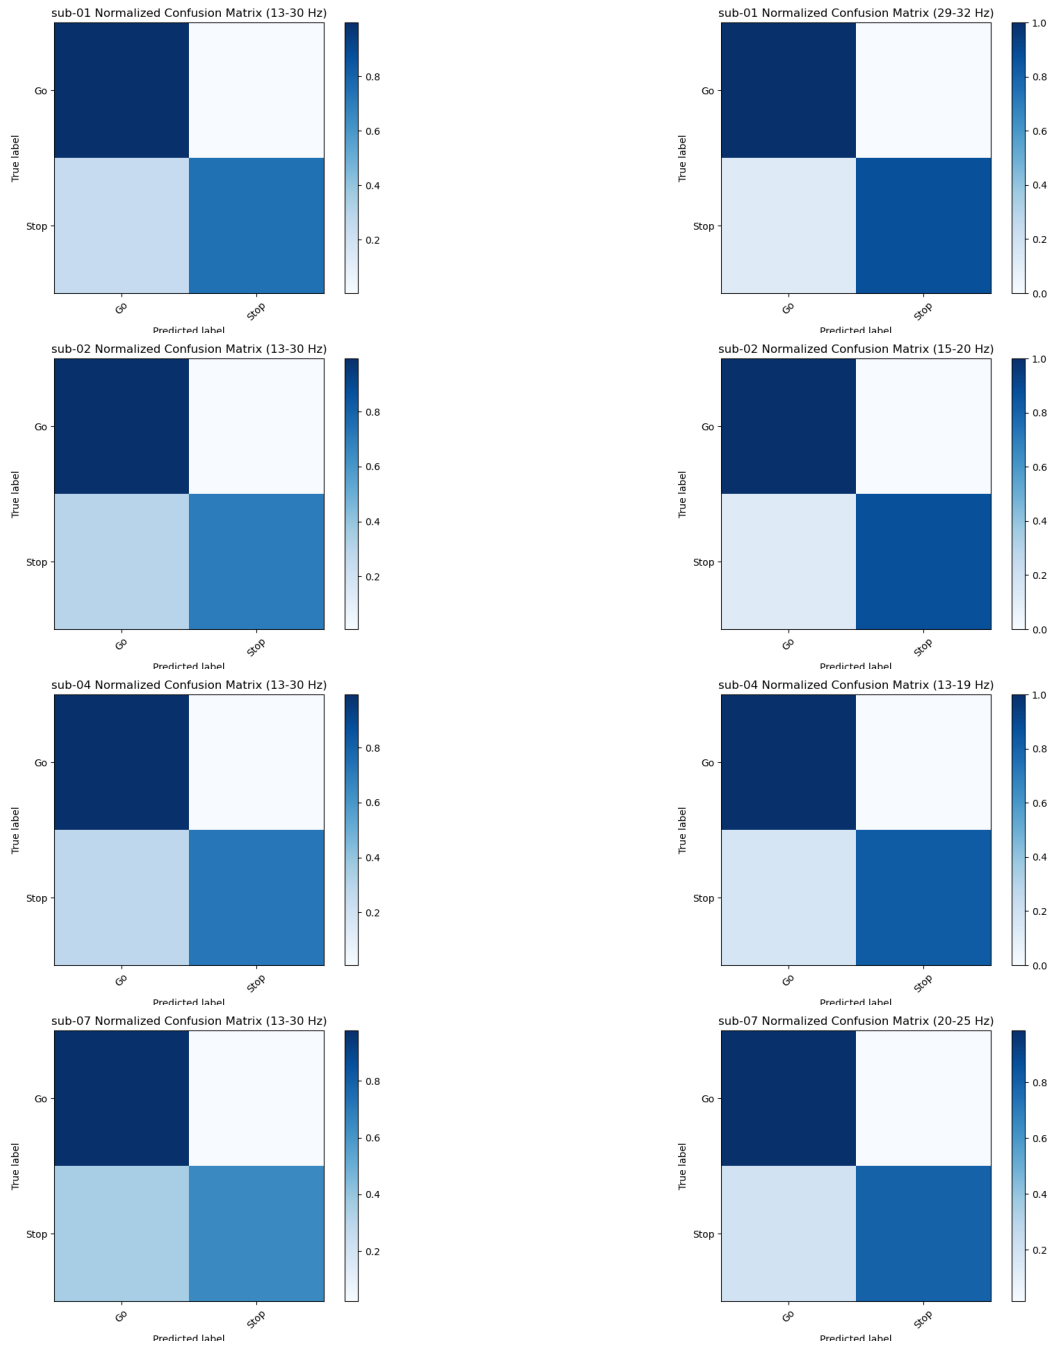 sub-01 Normalized Confusion Matrix (13-30 Hz)
True label
Go
Stop
Go
Stop
Predicted label
0.8
0.6
0.4
0.2
sub-01 Normalized Confusion Matrix (29-32 Hz)
True label
Go
Stop
Go
Stop
Predicted label
1.0
0.8
0.6
0.4
0.2
0.0
sub-02 Normalized Confusion Matrix (13-30 Hz)
True label
Go
Stop
Go
Stop
Predicted label
0.8
0.6
0.4
0.2
sub-02 Normalized Confusion Matrix (15-20 Hz)
True label
Go
Stop
Go
Stop
Predicted label
1.0
0.8
0.6
0.4
0.2
0.0
sub-04 Normalized Confusion Matrix (13-30 Hz)
True label
Go
Stop
Go
Stop
Predicted label
0.8
0.6
0.4
0.2
sub-04 Normalized Confusion Matrix (13-19 Hz)
True label
Go
Stop
Go
Stop
Predicted label
1.0
0.8
0.6
0.4
0.2
0.0
sub-07 Normalized Confusion Matrix (13-30 Hz)
True label
Go
Stop
Go
Stop
Predicted label
0.8
0.6
0.4
0.2
sub-07 Normalized Confusion Matrix (20-25 Hz)
True label
Go
Stop
Go
Stop
Predicted label
0.8
0.6
0.4
0.2